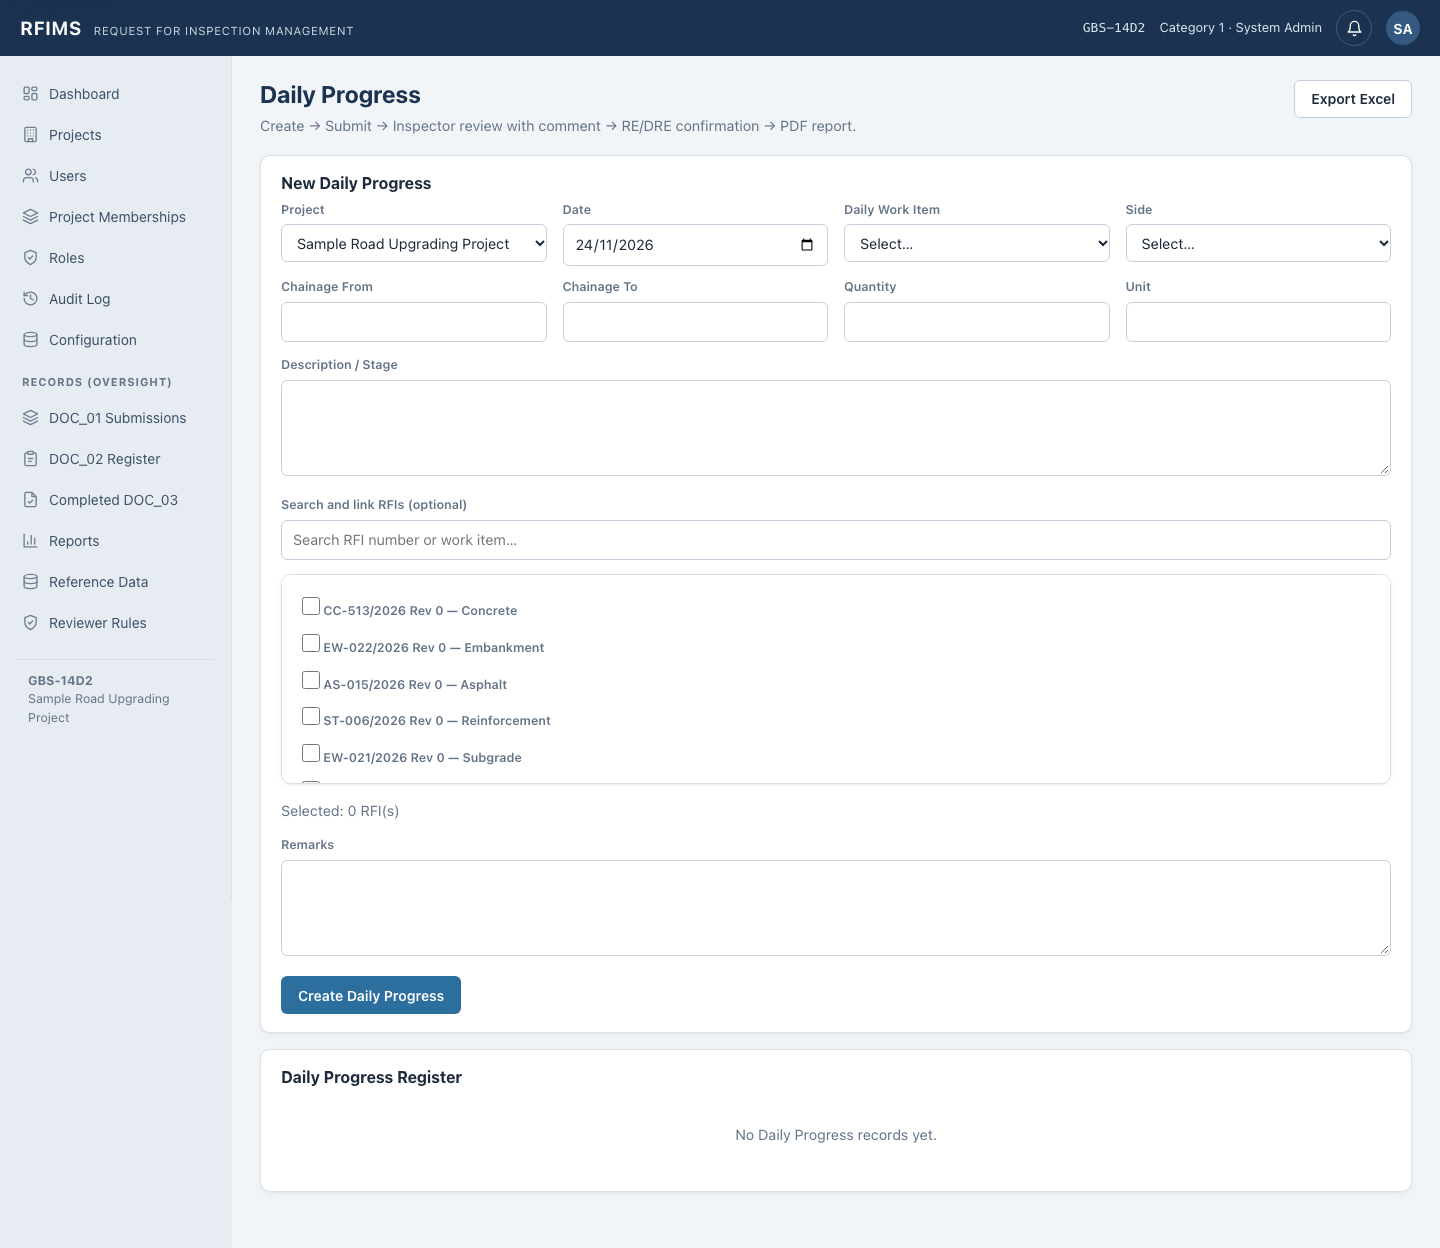 RFIMS REQUEST FOR INSPECTION MANAGEMENT
GBS-14D2 Category 1 · System Admin SA
Dashboard
Projects
Users
Project Memberships
Roles
Audit Log
Configuration
RECORDS (OVERSIGHT)
DOC_01 Submissions
DOC_02 Register
Completed DOC_03
Reports
Reference Data
Reviewer Rules
GBS-14D2
Sample Road Upgrading
Project
Daily Progress
Export Excel
Create → Submit → Inspector review with comment → RE/DRE confirmation → PDF report.
New Daily Progress
Project Date Daily Work Item Side
Sample Road Upgrading Project 24/11/2026 Select... Select...
Chainage From Chainage To Quantity Unit
Description / Stage
Search and link RFIs (optional)
Search RFI number or work item...
CC-513/2026 Rev 0 — Concrete
EW-022/2026 Rev 0 — Embankment
AS-015/2026 Rev 0 — Asphalt
ST-006/2026 Rev 0 — Reinforcement
EW-021/2026 Rev 0 — Subgrade
Selected: 0 RFI(s)
Remarks
Create Daily Progress
Daily Progress Register
No Daily Progress records yet.